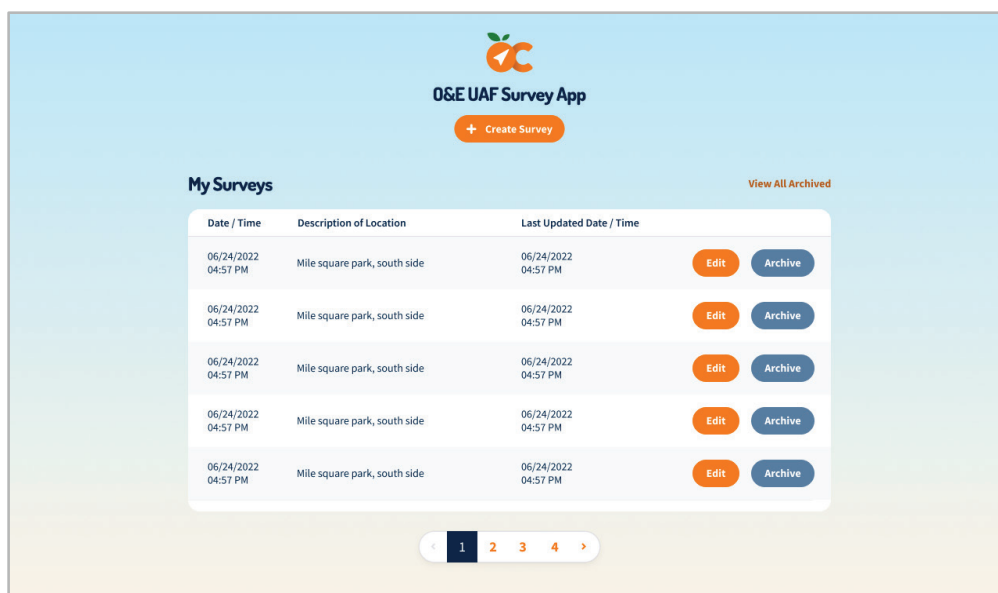 OC
O&E UAF Survey App
+ Create Survey
My Surveys
View All Archived
Date / Time Description of Location Last Updated Date / Time
06/24/2022
04:57 PM
Mile square park, south side
06/24/2022
04:57 PM
Edit Archive
06/24/2022
04:57 PM
Mile square park, south side
06/24/2022
04:57 PM
Edit Archive
06/24/2022
04:57 PM
Mile square park, south side
06/24/2022
04:57 PM
Edit Archive
06/24/2022
04:57 PM
Mile square park, south side
06/24/2022
04:57 PM
Edit Archive
06/24/2022
04:57 PM
Mile square park, south side
06/24/2022
04:57 PM
Edit Archive
‹ 1 2 3 4 ›